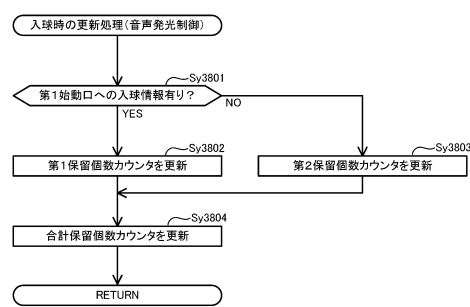 入球時の更新処理(音声発光制御)
Sy3801
第1始動口への入球情報有り?
YES
NO
Sy3802
第1保留個数カウンタを更新
Sy3803
第2保留個数カウンタを更新
Sy3804
合計保留個数カウンタを更新
RETURN